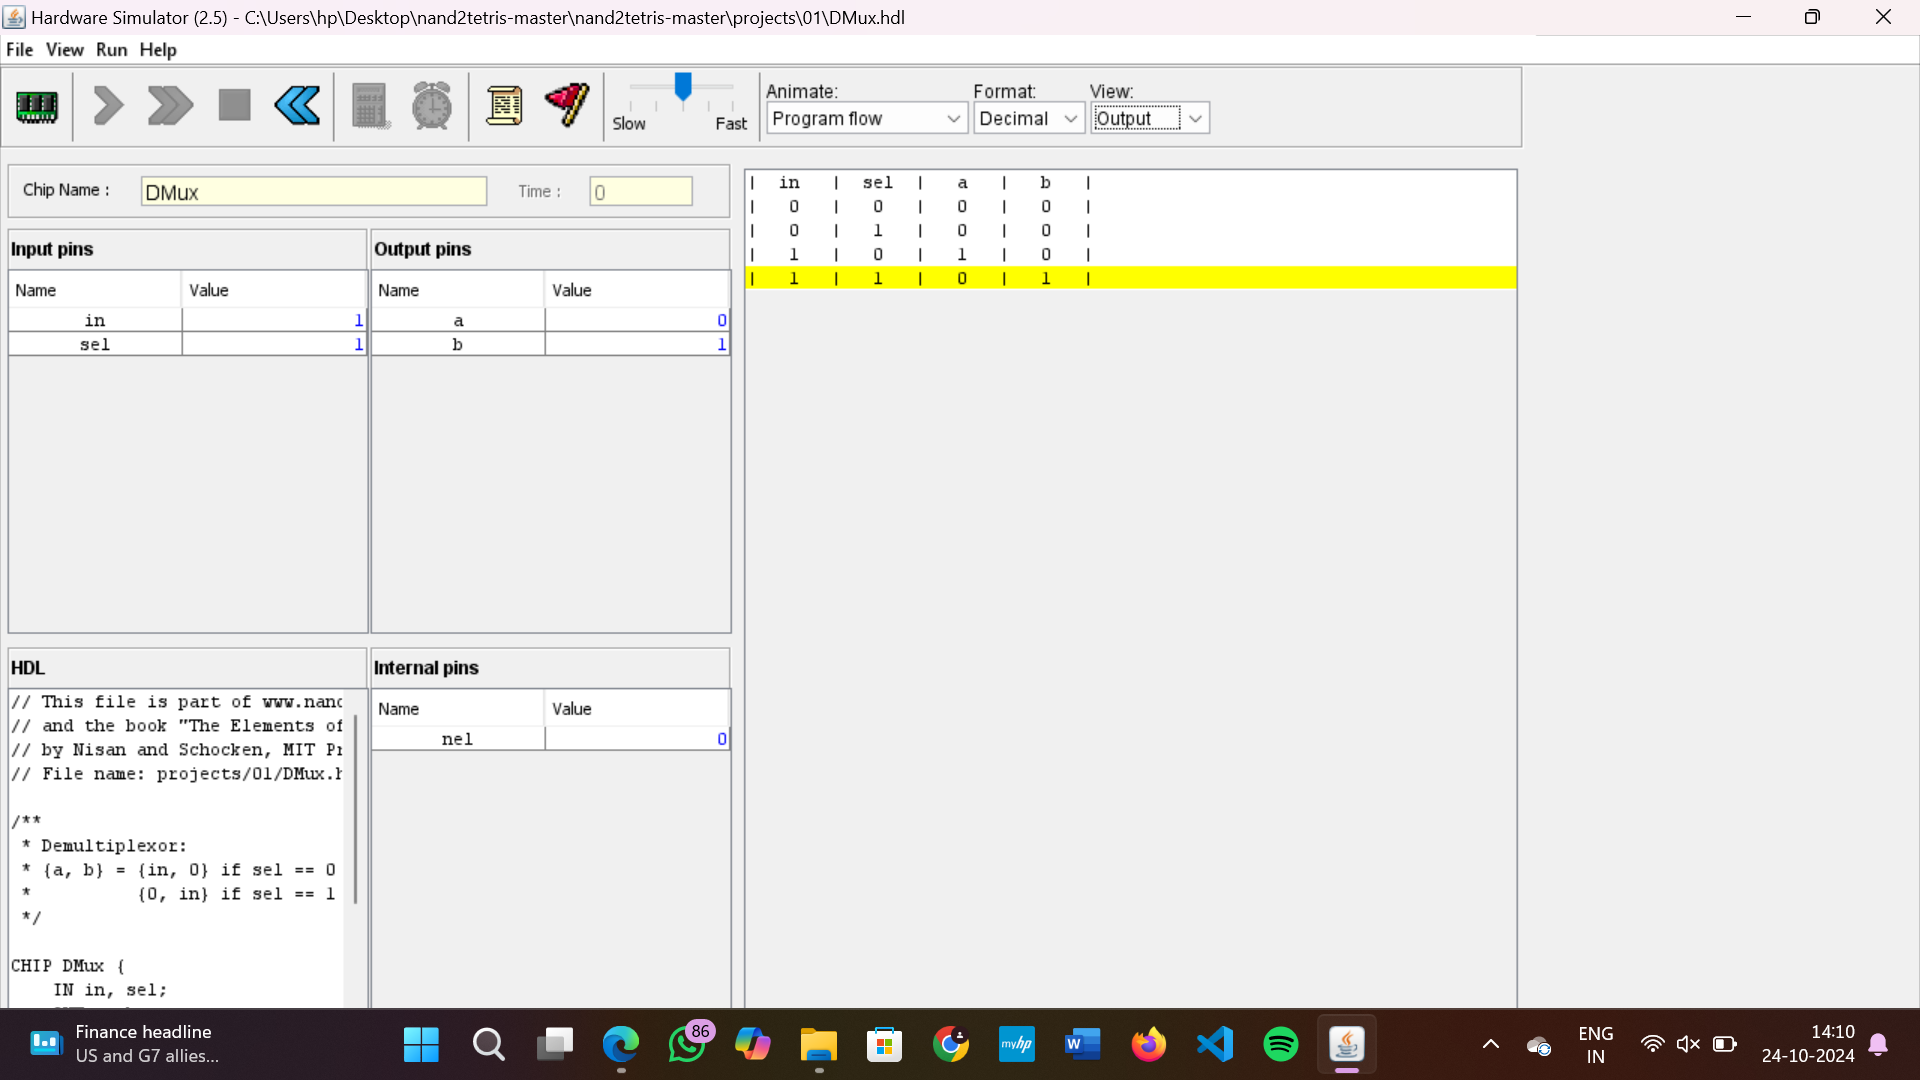 Hardware Simulator (2.5) - C:\Users\hp\Desktop\nand2tetris-master\nand2tetris-master\projects\01\DMux.hdl
File View Run Help
Slow Fast
Animate: Format: View:
Program flow Decimal Output
Chip Name : DMux Time : 0
Input pins
Name Value
in 1
sel 1
Output pins
Name Value
a 0
b 1
| in | sel | a | b |
| 0 | 0 | 0 | 0 |
| 0 | 1 | 0 | 0 |
| 1 | 0 | 1 | 0 |
| 1 | 1 | 0 | 1 |
HDL
// This file is part of www.nand
// and the book "The Elements of
// by Nisan and Schocken, MIT Pr
// File name: projects/01/DMux.h
/**
* Demultiplexor:
* {a, b} = {in, 0} if sel == 0
* {0, in} if sel == 1
*/
CHIP DMux {
IN in, sel;
Internal pins
Name Value
nel 0
Finance headline
US and G7 allies...
86
myhp
W
ENG
IN
14:10
24-10-2024